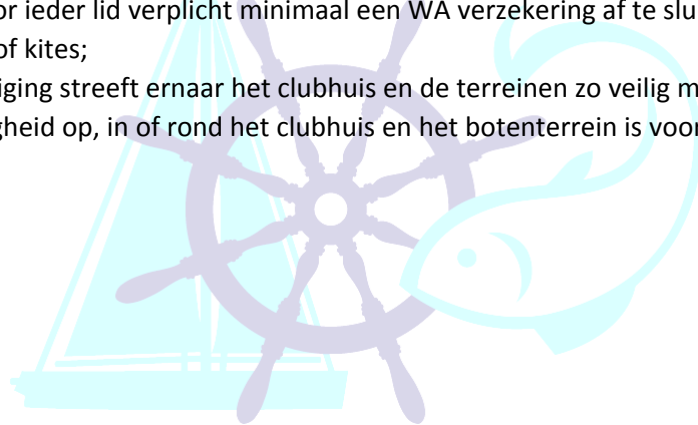 or ieder lid verplicht minimaal een WA verzekering af te slu
of kites;
iging streeft ernaar het clubhuis en de terreinen zo veilig m
gheid op, in of rond het clubhuis en het botenterrein is voor